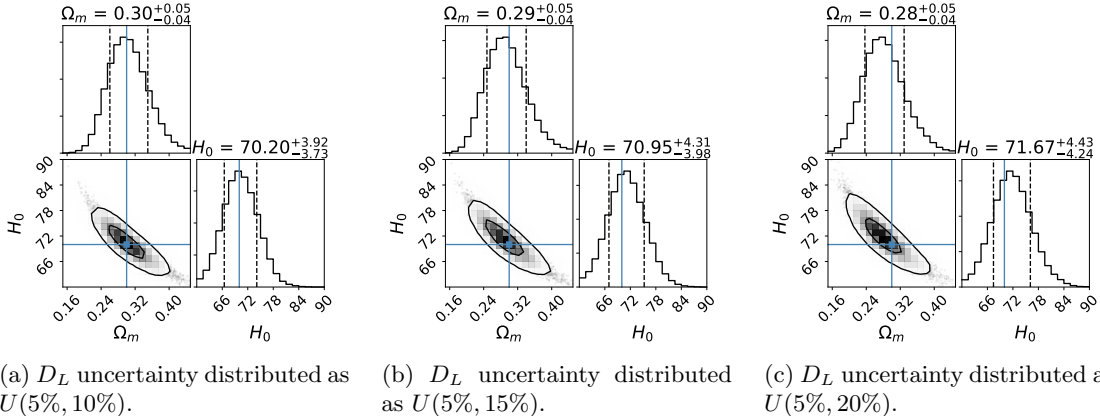 Ω_m = 0.30^{+0.05}_{-0.04}
H_0 = 70.20^{+3.92}_{-3.73}
90
84
78
72
66
H_0
0.16
0.24
0.32
0.40
Ω_m
66
72
78
84
90
H_0
(a) D_L uncertainty distributed as
U(5%, 10%).
Ω_m = 0.29^{+0.05}_{-0.04}
H_0 = 70.95^{+4.31}_{-3.98}
90
84
78
72
66
H_0
0.16
0.24
0.32
0.40
Ω_m
66
72
78
84
90
H_0
(b) D_L uncertainty distributed
as U(5%, 15%).
Ω_m = 0.28^{+0.05}_{-0.04}
H_0 = 71.67^{+4.43}_{-4.24}
90
84
78
72
66
H_0
0.16
0.24
0.32
0.40
Ω_m
66
72
78
84
90
H_0
(c) D_L uncertainty distributed a
U(5%, 20%).